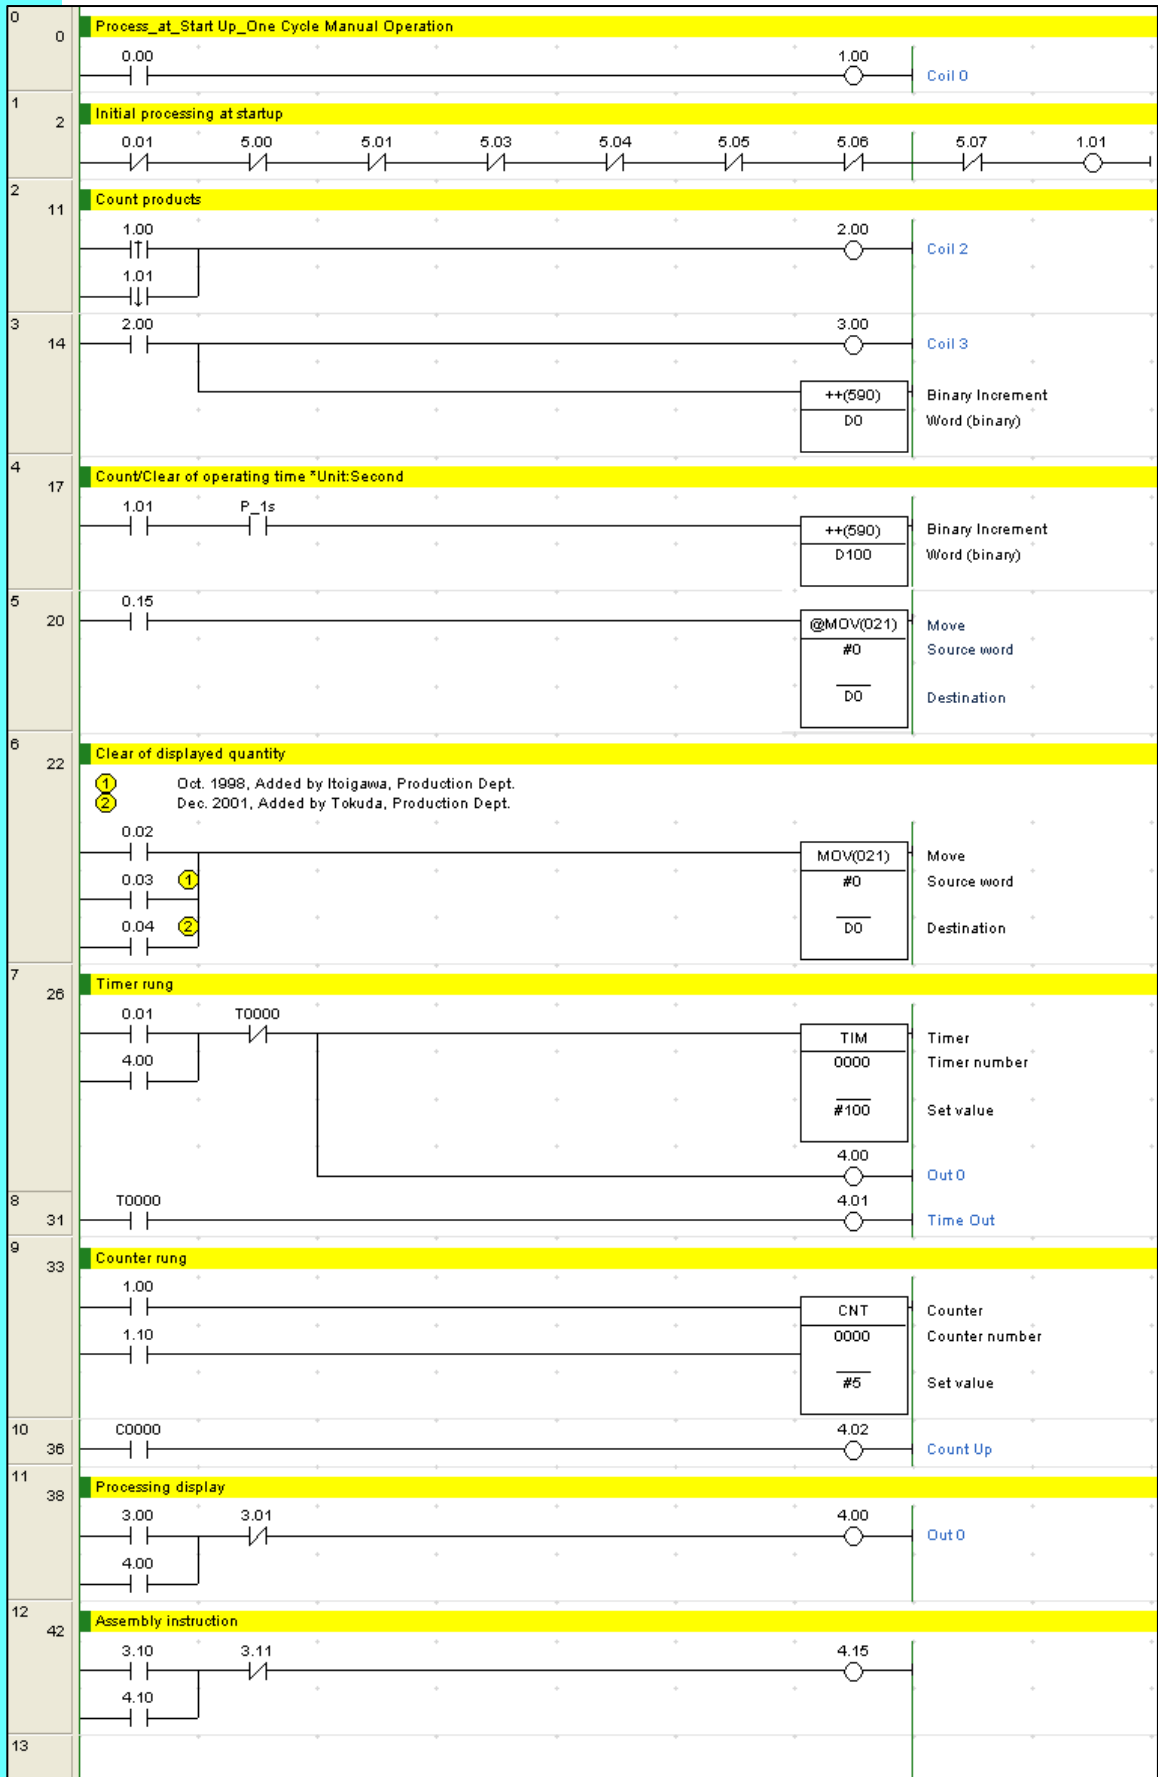 0
0
Process_at_Start Up_One Cycle Manual Operation
0.00 1.00
Coil 0
1
2
Initial processing at startup
0.01 5.00 5.01 5.03 5.04 5.05 5.06 5.07 1.01
2
11
Count products
1.00 2.00
Coil 2
1.01
3
14
2.00 3.00
Coil 3
++(590) Binary Increment
D0 Word (binary)
4
17
Count/Clear of operating time *Unit:Second
1.01 P_1s
++(590) Binary Increment
D100 Word (binary)
5
20
0.15
@MOV(021) Move
#0 Source word
D0 Destination
6
22
Clear of displayed quantity
1 Oct. 1998, Added by Itoigawa, Production Dept.
2 Dec. 2001, Added by Tokuda, Production Dept.
0.02
MOV(021) Move
0.03 1 #0 Source word
0.04 2 D0 Destination
7
26
Timer rung
0.01 T0000
TIM Timer
4.00 0000 Timer number
#100 Set value
4.00
Out 0
8
31
T0000 4.01
Time Out
9
33
Counter rung
1.00
CNT Counter
1.10 0000 Counter number
#5 Set value
10
36
C0000 4.02
Count Up
11
38
Processing display
3.00 3.01 4.00
Out 0
4.00
12
42
Assembly instruction
3.10 3.11 4.15
4.10
13